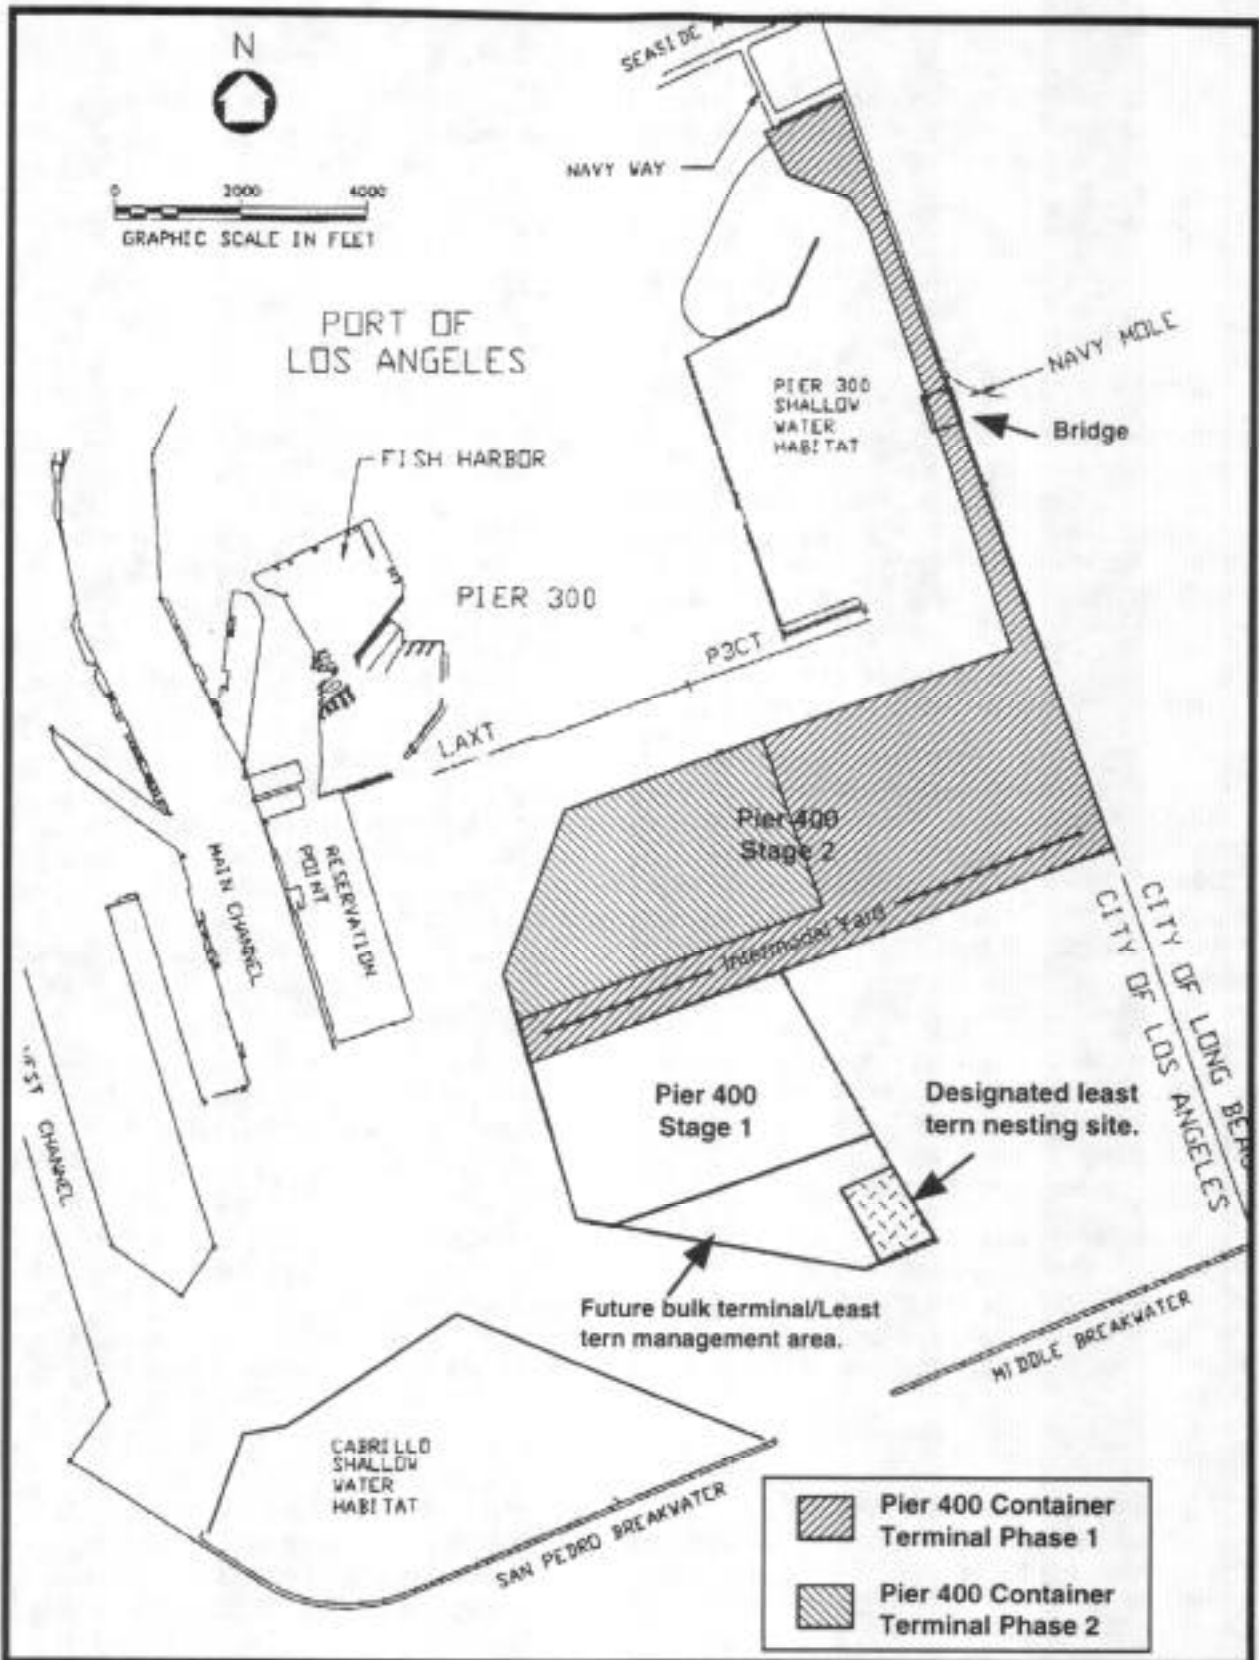 SEASIDE
N
NAVY WAY
0 2000 4000
GRAPHIC SCALE IN FEET
PORT OF
LOS ANGELES
NAVY MOLE
PIER 300
SHALLOW
WATER
HABITAT
Bridge
FISH HARBOR
PIER 300
P3CT
LAXT
Pier 400
Stage 2
Intermodal Yard
MAIN CHANNEL
RESERVATION
POINT
CITY OF LONG BEAC
CITY OF LOS ANGELES
WEST CHANNEL
Pier 400
Stage 1
Designated least
tern nesting site.
Future bulk terminal/Least
tern management area.
MIDDLE BREAKWATER
CABRILLO
SHALLOW
WATER
HABITAT
SAN PEDRO BREAKWATER
Pier 400 Container
Terminal Phase 1
Pier 400 Container
Terminal Phase 2